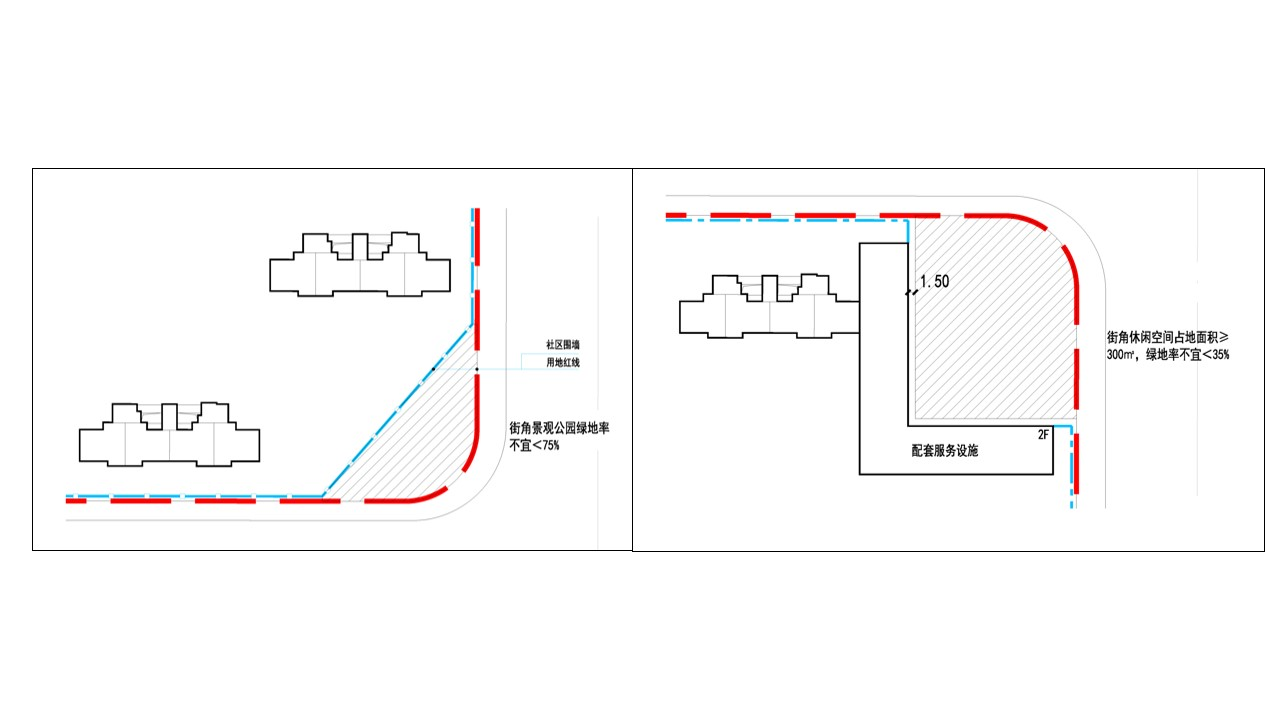 社区围墙
用地红线
街角景观公园绿地率
不宜＜75%
1.50
街角休闲空间占地面积≥
300㎡，绿地率不宜＜35%
2F
配套服务设施